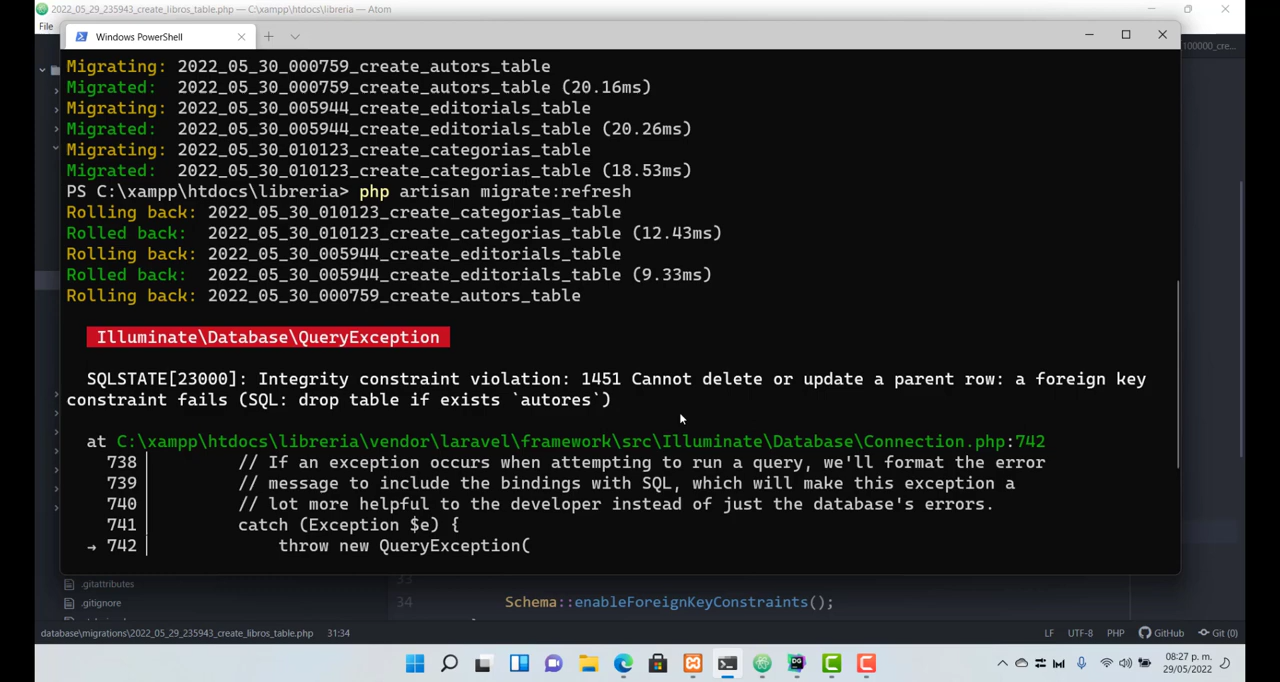 2022_05_29_235943_create_libros_table.php — C:\xampp\htdocs\libreria — Atom
File
Windows PowerShell
100000_cre...
Migrating: 2022_05_30_000759_create_autors_table
Migrated:  2022_05_30_000759_create_autors_table (20.16ms)
Migrating: 2022_05_30_005944_create_editorials_table
Migrated:  2022_05_30_005944_create_editorials_table (20.26ms)
Migrating: 2022_05_30_010123_create_categorias_table
Migrated:  2022_05_30_010123_create_categorias_table (18.53ms)
PS C:\xampp\htdocs\libreria> php artisan migrate:refresh
Rolling back: 2022_05_30_010123_create_categorias_table
Rolled back:  2022_05_30_010123_create_categorias_table (12.43ms)
Rolling back: 2022_05_30_005944_create_editorials_table
Rolled back:  2022_05_30_005944_create_editorials_table (9.33ms)
Rolling back: 2022_05_30_000759_create_autors_table
Illuminate\Database\QueryException
SQLSTATE[23000]: Integrity constraint violation: 1451 Cannot delete or update a parent row: a foreign key
constraint fails (SQL: drop table if exists `autores`)
at C:\xampp\htdocs\libreria\vendor\laravel\framework\src\Illuminate\Database\Connection.php:742
738 // If an exception occurs when attempting to run a query, we'll format the error
739 // message to include the bindings with SQL, which will make this exception a
740 // lot more helpful to the developer instead of just the database's errors.
741 catch (Exception $e) {
→ 742 throw new QueryException(
.gitattributes
33
.gitignore
34 Schema::enableForeignKeyConstraints();
database\migrations\2022_05_29_235943_create_libros_table.php 31:34 LF UTF-8 PHP GitHub Git (0)
08:27 p. m.
29/05/2022